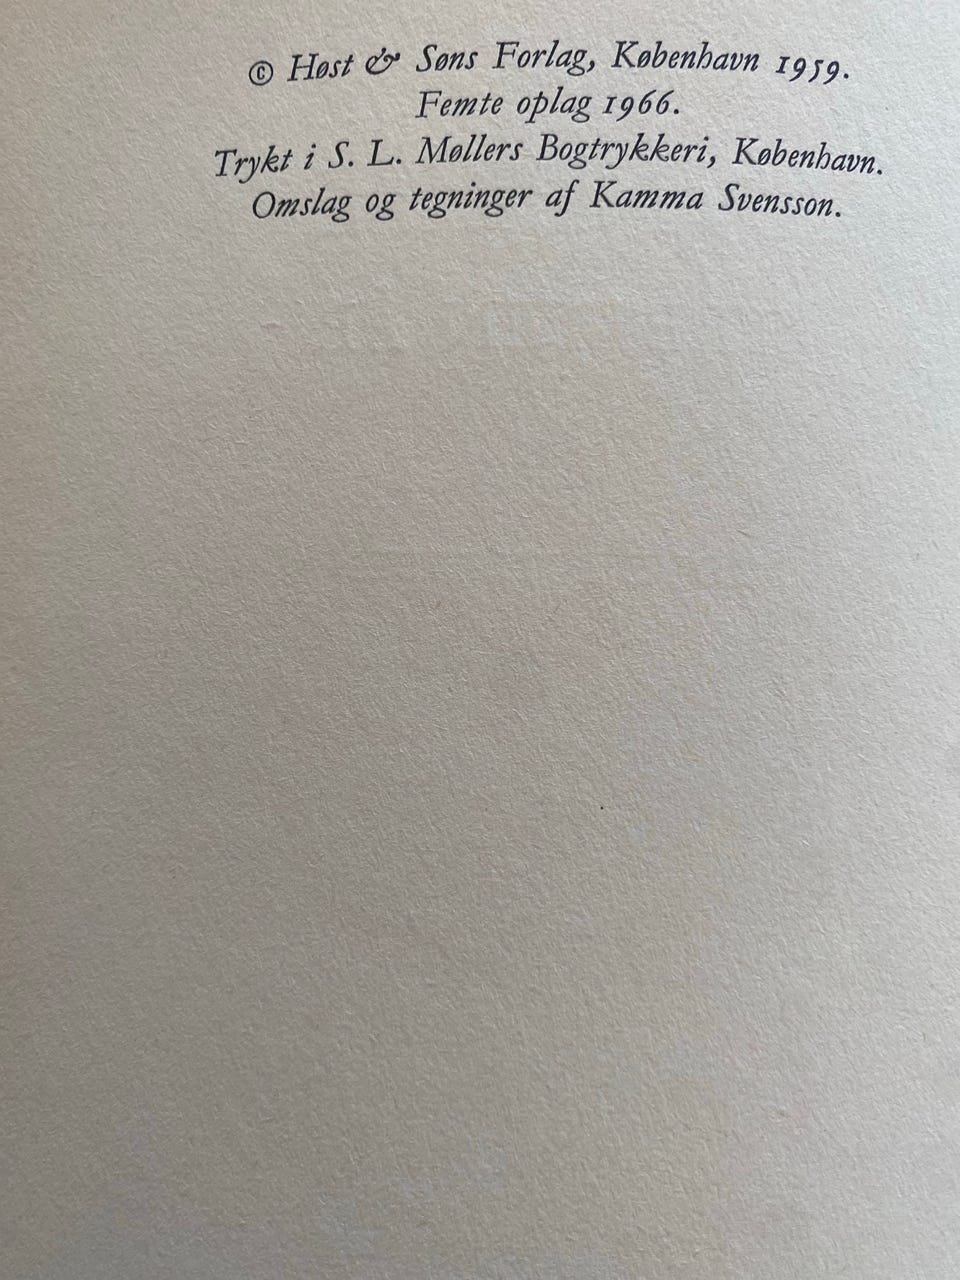 © Høst & Søns Forlag, København 1959.
Femte oplag 1966.
Trykt i S. L. Møllers Bogtrykkeri, København.
Omslag og tegninger af Kamma Svensson.